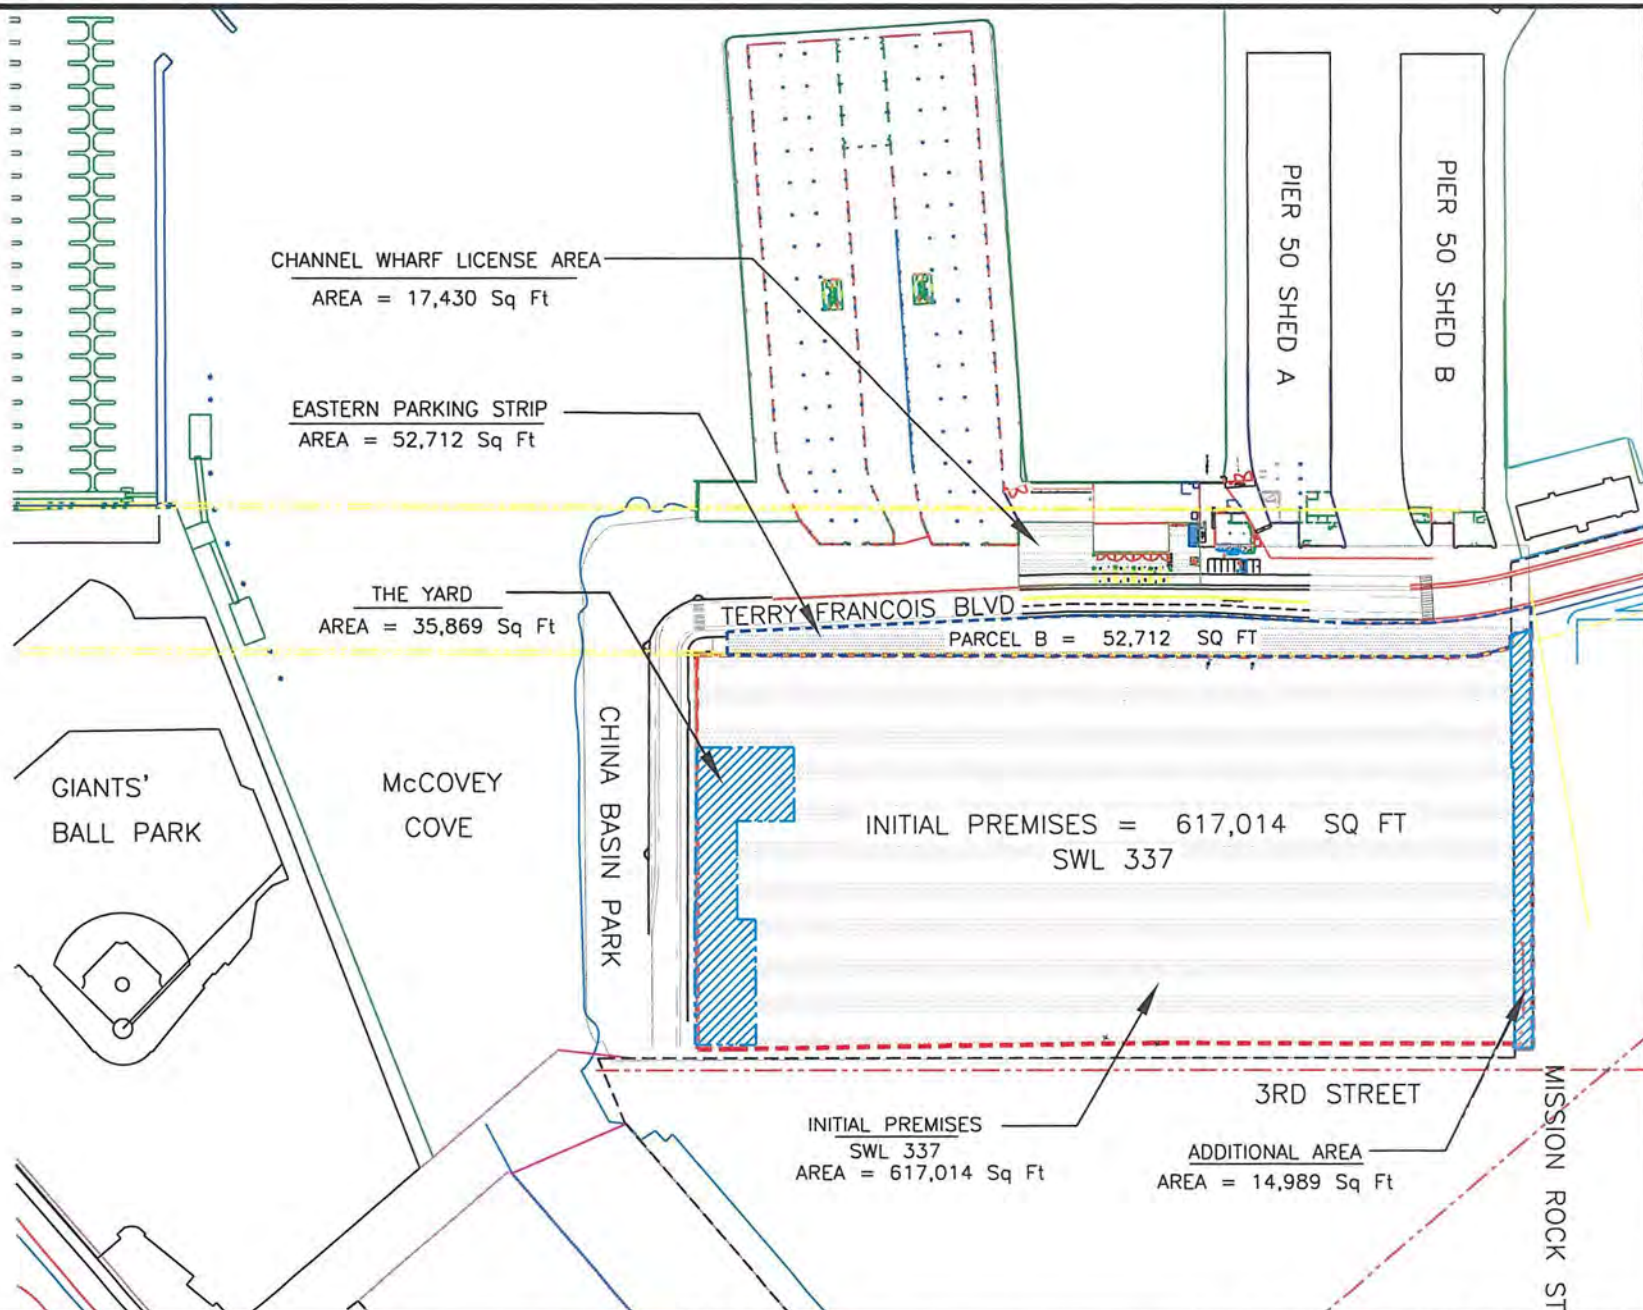 CHANNEL WHARF LICENSE AREA
AREA = 17,430 Sq Ft
EASTERN PARKING STRIP
AREA = 52,712 Sq Ft
THE YARD
AREA = 35,869 Sq Ft
PIER 50 SHED A
PIER 50 SHED B
TERRY FRANCOIS BLVD
PARCEL B = 52,712 SQ FT
GIANTS'
BALL PARK
McCOVEY
COVE
CHINA BASIN PARK
INITIAL PREMISES = 617,014 SQ FT
SWL 337
3RD STREET
INITIAL PREMISES
SWL 337
AREA = 617,014 Sq Ft
ADDITIONAL AREA
AREA = 14,989 Sq Ft
MISSION ROCK ST